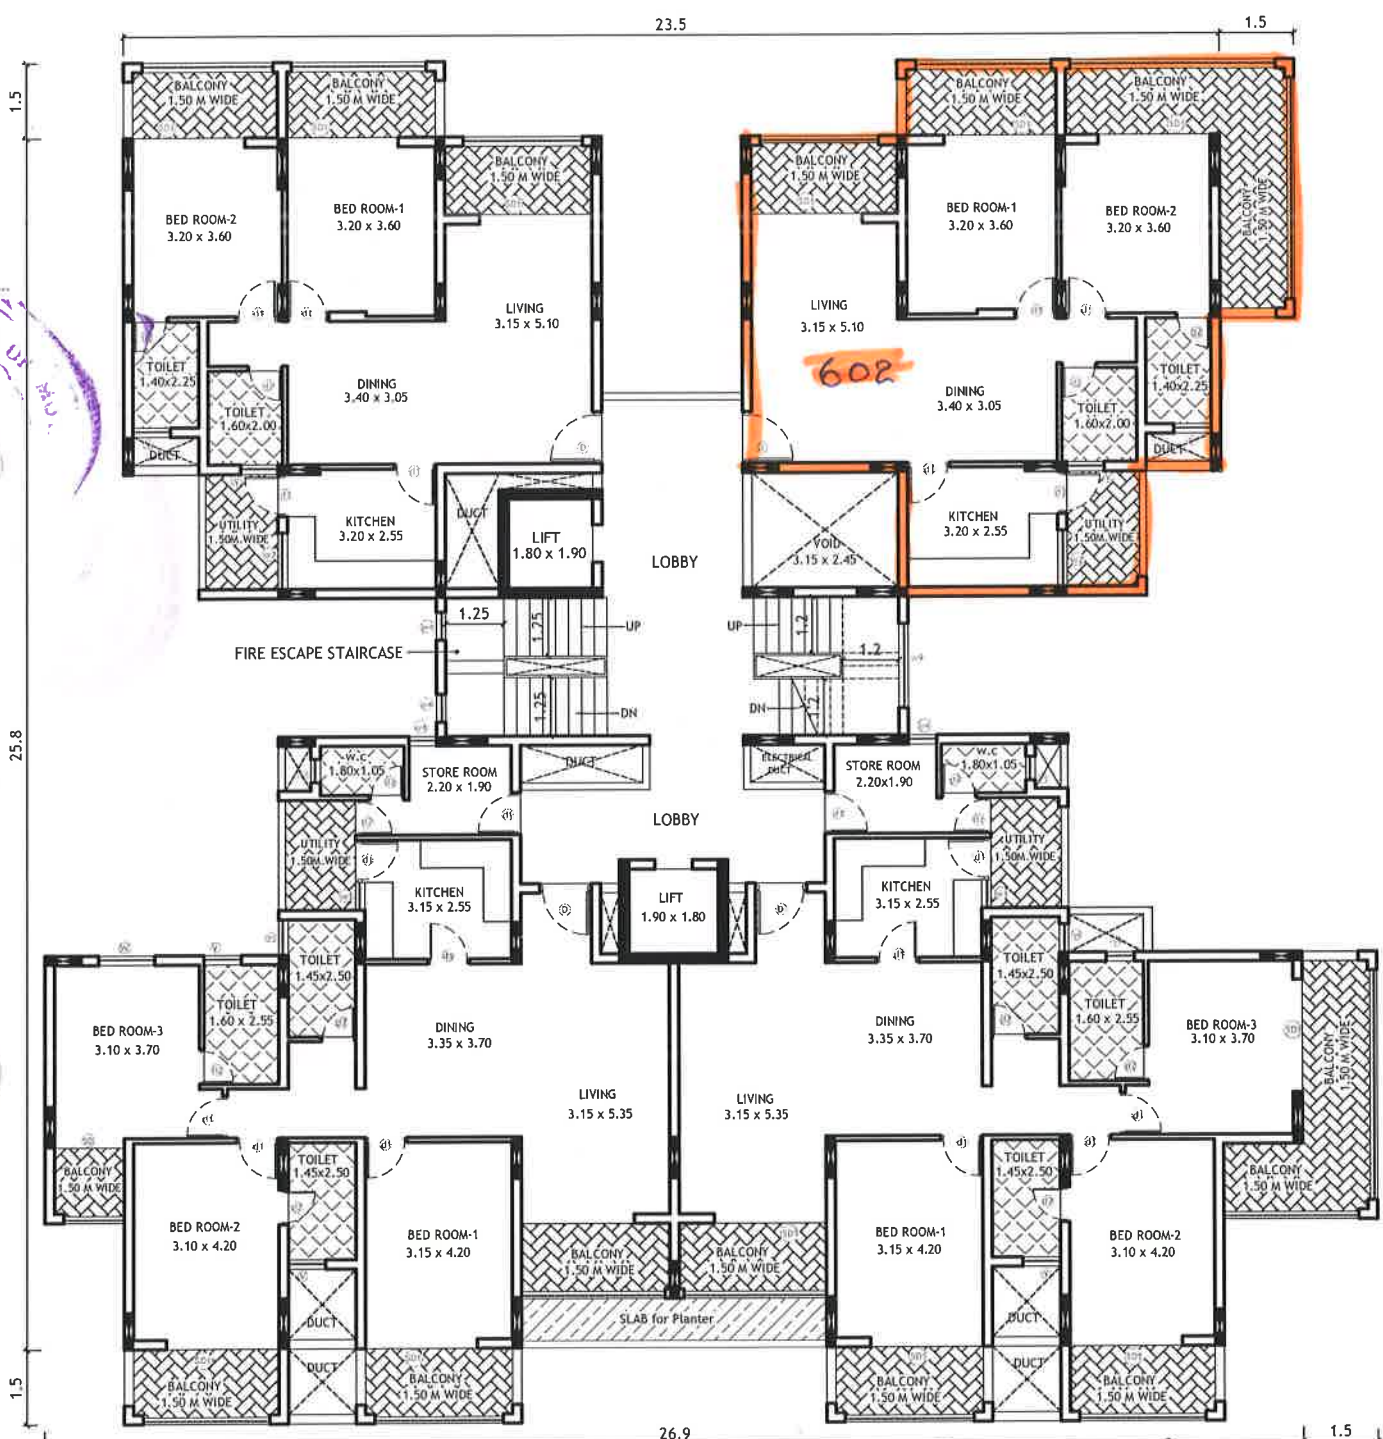 23.5
1.5
1.5
BALCONY
1.50 M WIDE
BALCONY
1.50 M WIDE
BALCONY
1.50 M WIDE
BALCONY
1.50 M WIDE
BALCONY
1.50 M WIDE
BALCONY
1.50 M WIDE
BALCONY
1.50 M WIDE
BED ROOM-2
3.20 x 3.60
BED ROOM-1
3.20 x 3.60
BED ROOM-1
3.20 x 3.60
BED ROOM-2
3.20 x 3.60
LIVING
3.15 x 5.10
LIVING
3.15 x 5.10
602
TOILET
1.40x2.25
DINING
3.40 x 3.05
DINING
3.40 x 3.05
TOILET
1.40x2.25
TOILET
1.60x2.00
TOILET
1.60x2.00
DUCT
DUCT
UTILITY
1.50M.WIDE
KITCHEN
3.20 x 2.55
DUCT
LIFT
1.80 x 1.90
LOBBY
VOID
3.15 x 2.45
KITCHEN
3.20 x 2.55
UTILITY
1.50M.WIDE
1.25
1.25
UP
UP
1.2
1.2
FIRE ESCAPE STAIRCASE
1.25
DN
DN
1.2
25.8
W.C
1.80x1.05
STORE ROOM
2.20 x 1.90
DUCT
ELECTRICAL
DUCT
STORE ROOM
2.20x1.90
W.C
1.80x1.05
LOBBY
UTILITY
1.50M.WIDE
KITCHEN
3.15 x 2.55
LIFT
1.90 x 1.80
KITCHEN
3.15 x 2.55
UTILITY
1.50M.WIDE
TOILET
1.45x2.50
TOILET
1.45x2.50
BED ROOM-3
3.10 x 3.70
TOILET
1.60 x 2.55
DINING
3.35 x 3.70
DINING
3.35 x 3.70
TOILET
1.60 x 2.55
BED ROOM-3
3.10 x 3.70
BALCONY
1.50 M WIDE
LIVING
3.15 x 5.35
LIVING
3.15 x 5.35
BALCONY
1.50 M WIDE
TOILET
1.45x2.50
TOILET
1.45x2.50
BALCONY
1.50 M WIDE
BED ROOM-2
3.10 x 4.20
BED ROOM-1
3.15 x 4.20
BED ROOM-1
3.15 x 4.20
BED ROOM-2
3.10 x 4.20
BALCONY
1.50 M WIDE
BALCONY
1.50 M WIDE
DUCT
SLAB for Planter
DUCT
DUCT
DUCT
1.5
BALCONY
1.50 M WIDE
BALCONY
1.50 M WIDE
BALCONY
1.50 M WIDE
BALCONY
1.50 M WIDE
26.9
1.5